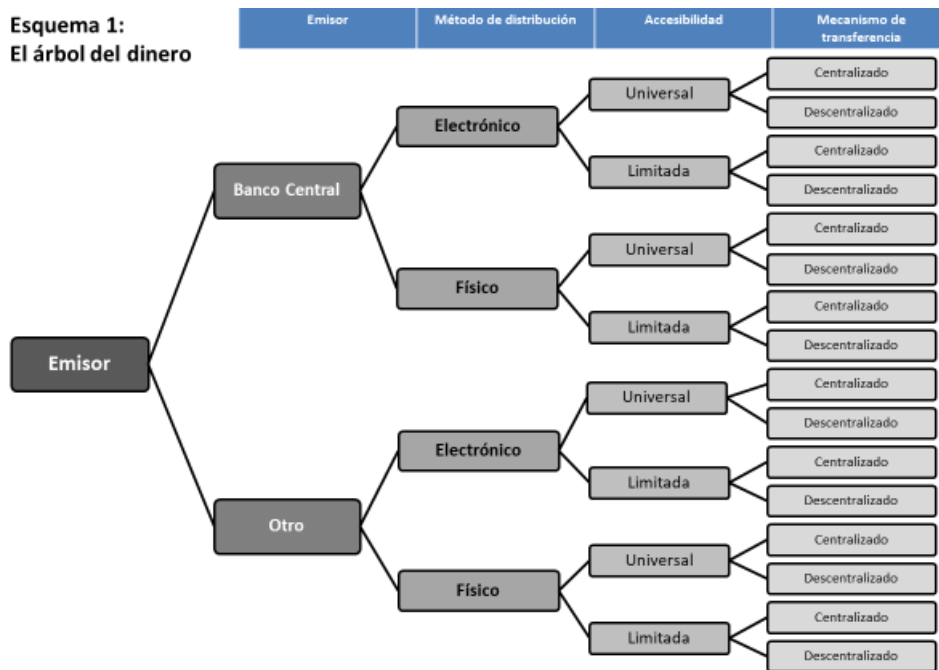 Esquema 1:
El árbol del dinero
Emisor
Método de distribución
Accesibilidad
Mecanismo de
transferencia
Emisor
Banco Central
Otro
Electrónico
Físico
Electrónico
Físico
Universal
Limitada
Universal
Limitada
Universal
Limitada
Universal
Limitada
Centralizado
Descentralizado
Centralizado
Descentralizado
Centralizado
Descentralizado
Centralizado
Descentralizado
Centralizado
Descentralizado
Centralizado
Descentralizado
Centralizado
Descentralizado
Centralizado
Descentralizado